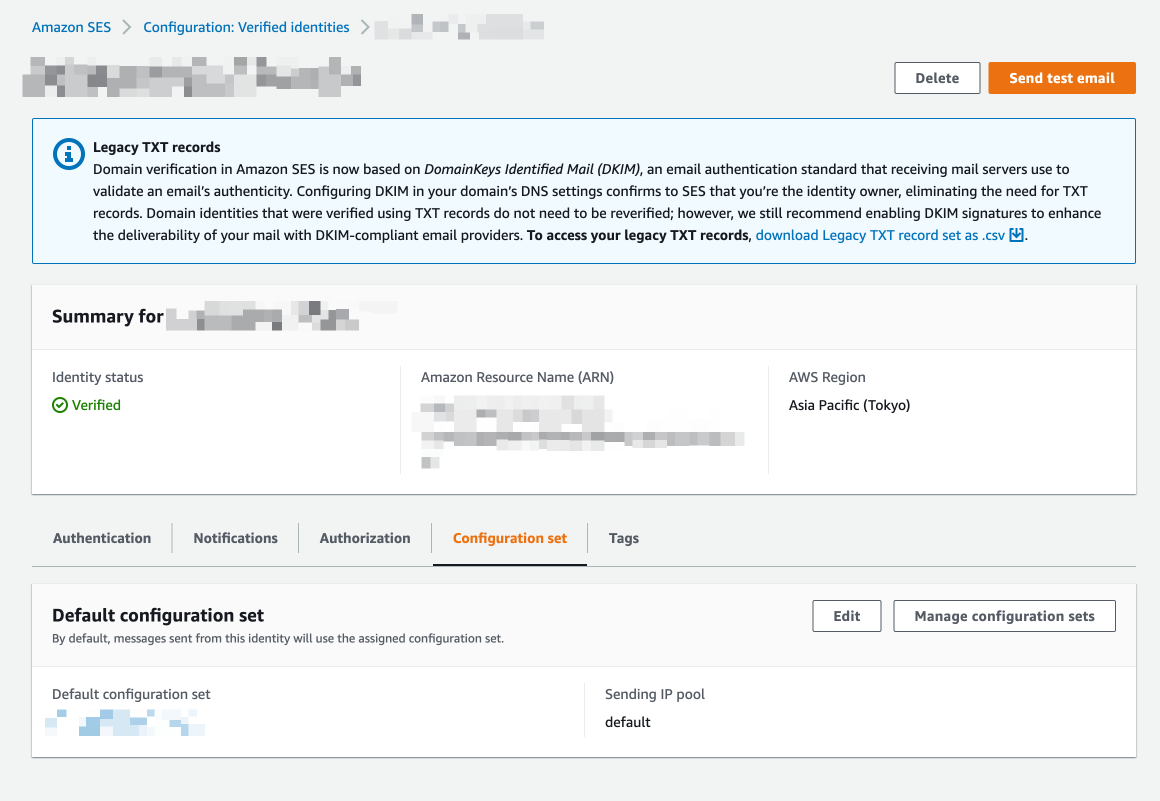 Amazon SES > Configuration: Verified identities >
Delete
Send test email
Legacy TXT records
Domain verification in Amazon SES is now based on DomainKeys Identified Mail (DKIM), an email authentication standard that receiving mail servers use to
validate an email’s authenticity. Configuring DKIM in your domain’s DNS settings confirms to SES that you’re the identity owner, eliminating the need for TXT
records. Domain identities that were verified using TXT records do not need to be reverified; however, we still recommend enabling DKIM signatures to enhance
the deliverability of your mail with DKIM-compliant email providers. To access your legacy TXT records, download Legacy TXT record set as .csv.
Summary for
Identity status
Verified
Amazon Resource Name (ARN)
AWS Region
Asia Pacific (Tokyo)
Authentication
Notifications
Authorization
Configuration set
Tags
Default configuration set
By default, messages sent from this identity will use the assigned configuration set.
Edit
Manage configuration sets
Default configuration set
Sending IP pool
default